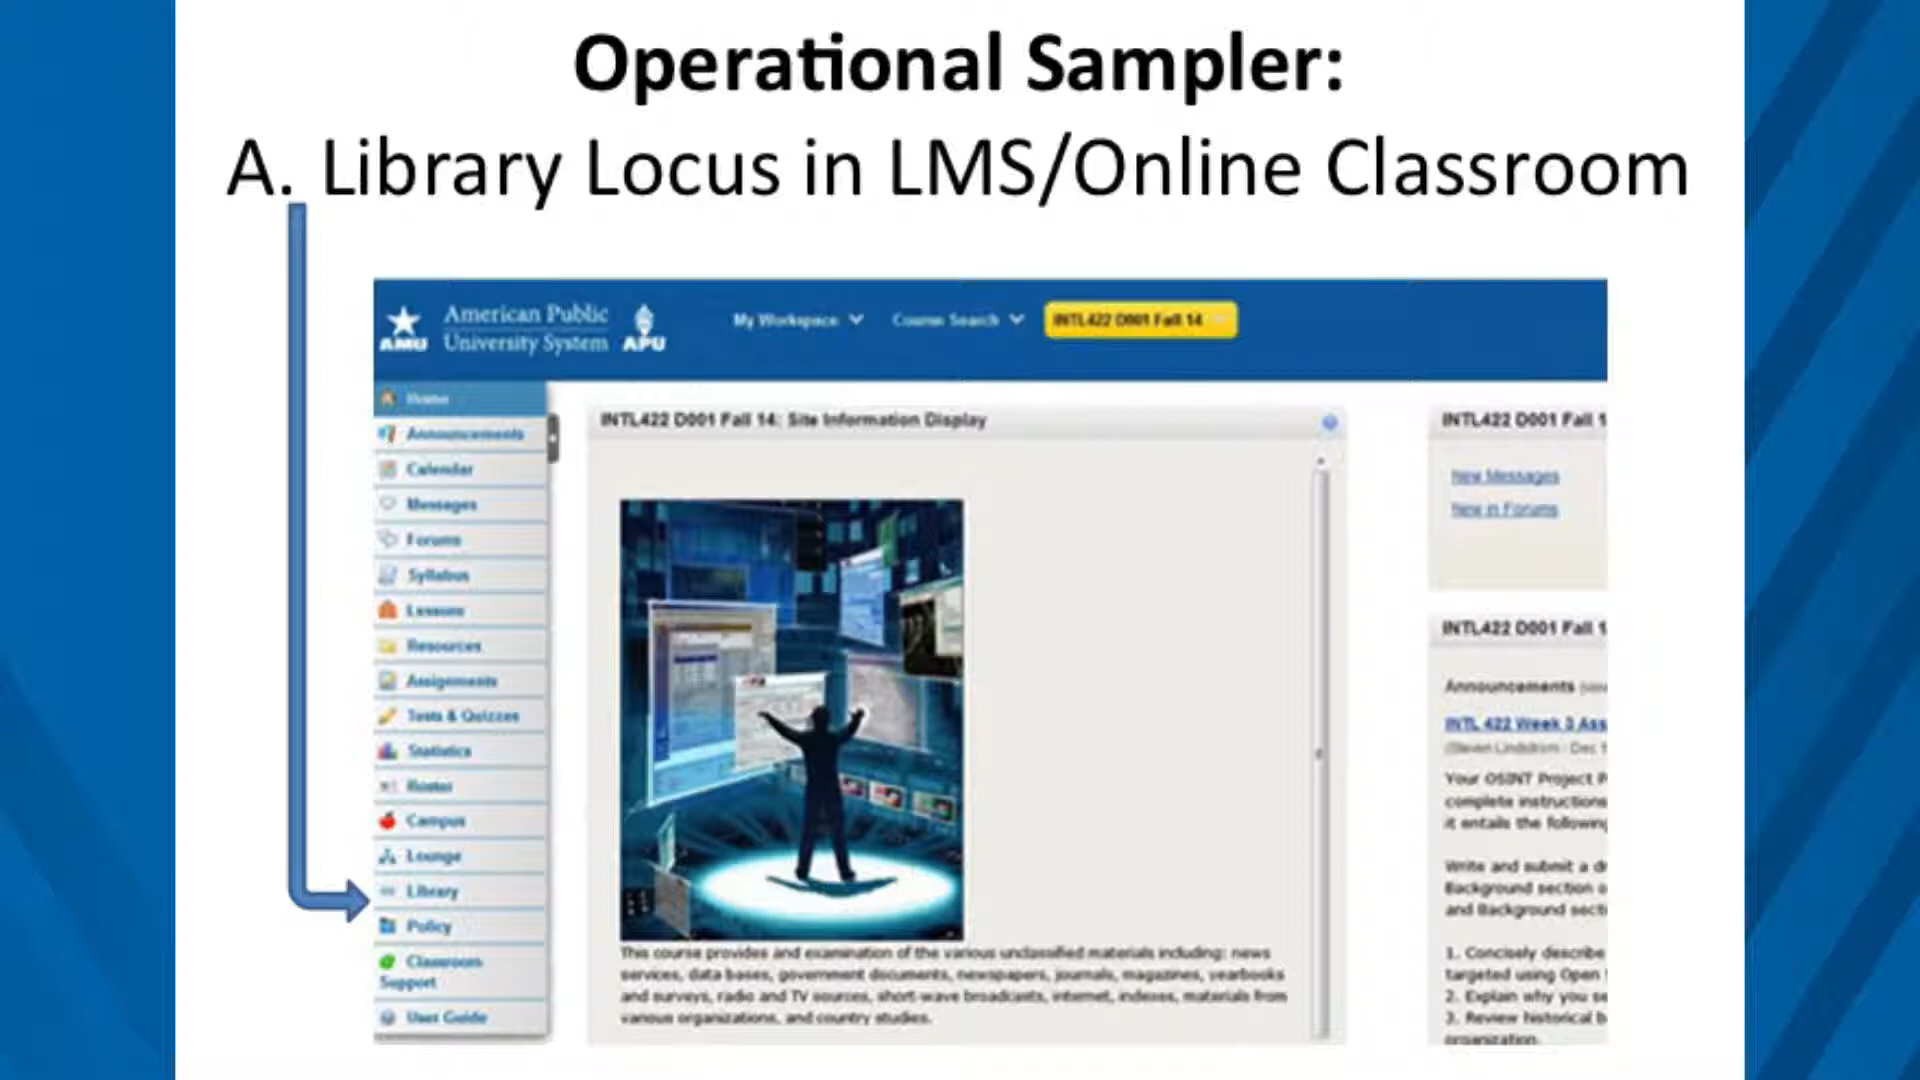 Operational Sampler:
A. Library Locus in LMS/Online Classroom
AMU
American Public
University System
APU
My Workspace
Course Search
INTL422 D001 Fall 14
Home
Announcements
Calendar
Messages
Forums
Syllabus
Lessons
Resources
Assignments
Tests & Quizzes
Statistics
Roster
Campus
Lounge
Library
Policy
Classroom
Support
User Guide
INTL422 D001 Fall 14: Site Information Display
This course provides and examination of the various unclassified materials including: news
services, data bases, government documents, newspapers, journals, magazines, yearbooks
and surveys, radio and TV sources, short-wave broadcasts, internet, indexes, materials from
various organizations, and country studies.
INTL422 D001 Fall 1
New Messages
New in Forums
INTL422 D001 Fall 1
Announcements
INTL 422 Week 3 Ass
(Steven Lindstrom - Dec
Your OSINT Project P
complete instructions
it entails the following
Write and submit a dr
Background section o
and Background secti
1. Concisely describe
targeted using Open
2. Explain why you se
3. Review historical b
organization.